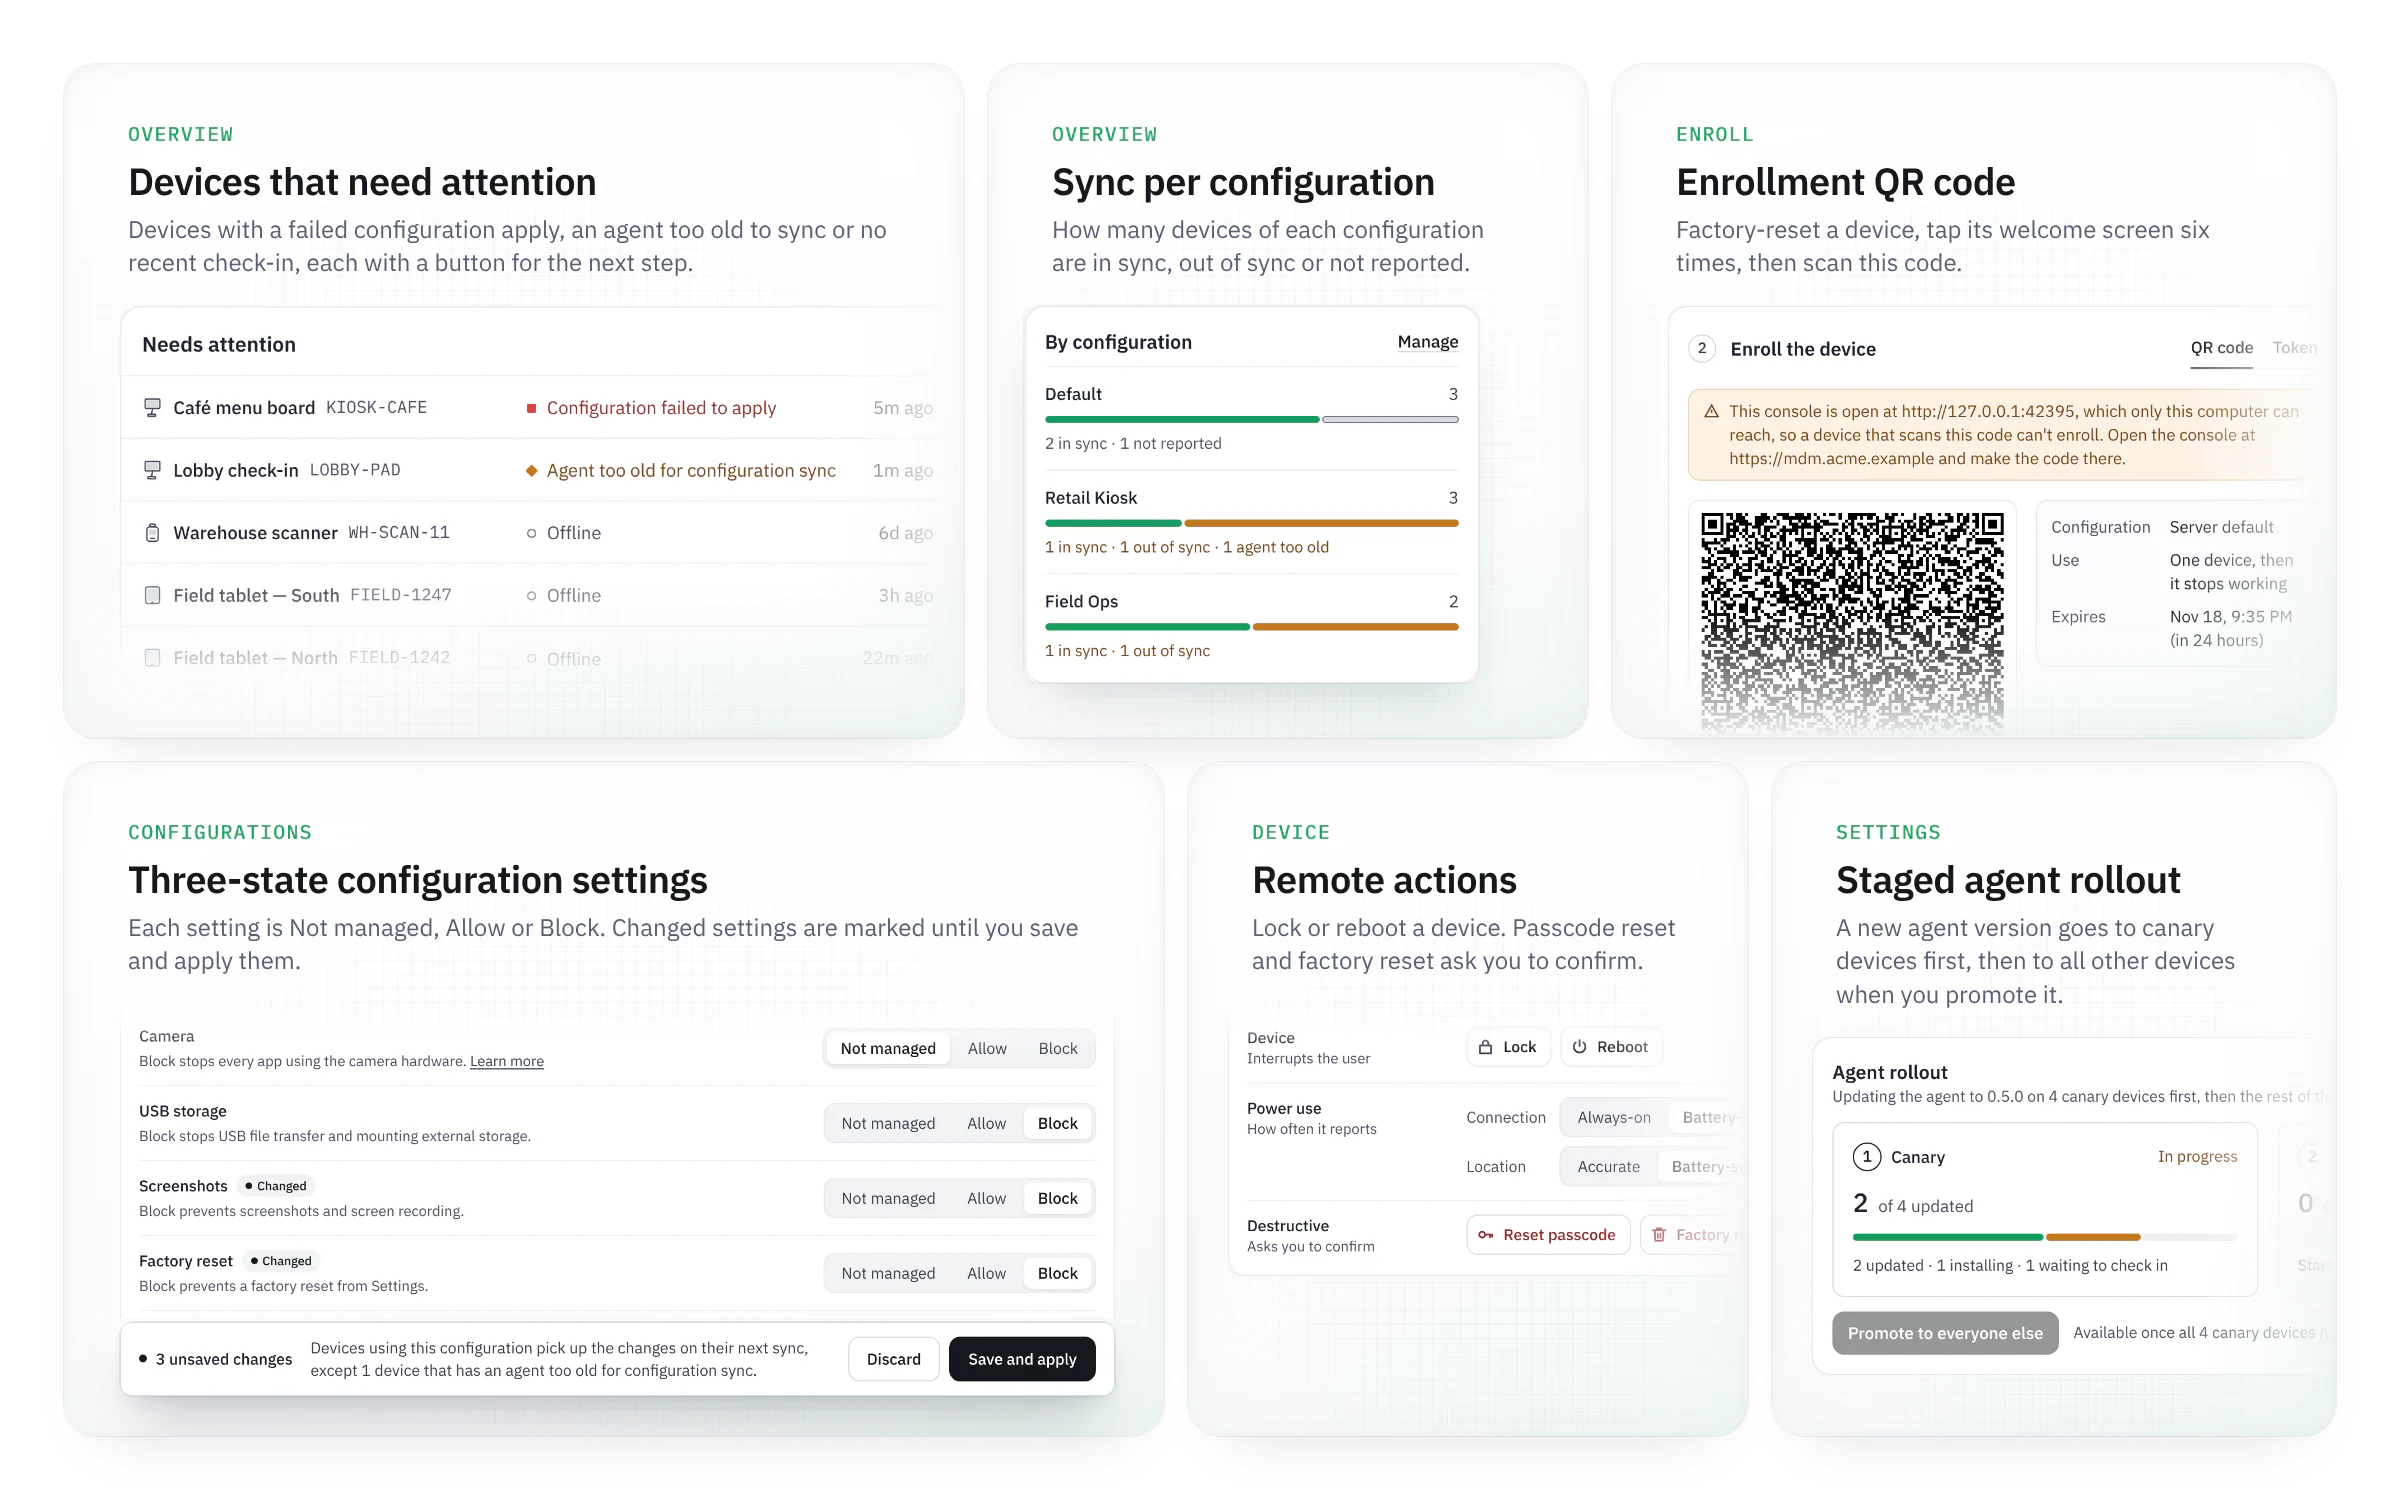 OVERVIEW
Devices that need attention
Devices with a failed configuration apply, an agent too old to sync or no
recent check-in, each with a button for the next step.
Needs attention
Café menu board KIOSK-CAFE Configuration failed to apply 5m ago
Lobby check-in LOBBY-PAD Agent too old for configuration sync 1m ago
Warehouse scanner WH-SCAN-11 Offline 6d ago
Field tablet — South FIELD-1247 Offline 3h ago
Field tablet — North FIELD-1242 Offline 22m ago
OVERVIEW
Sync per configuration
How many devices of each configuration
are in sync, out of sync or not reported.
By configuration Manage
Default 3
2 in sync · 1 not reported
Retail Kiosk 3
1 in sync · 1 out of sync · 1 agent too old
Field Ops 2
1 in sync · 1 out of sync
ENROLL
Enrollment QR code
Factory-reset a device, tap its welcome screen six
times, then scan this code.
2 Enroll the device QR code Token
This console is open at http://127.0.0.1:42395, which only this computer can
reach, so a device that scans this code can't enroll. Open the console at
https://mdm.acme.example and make the code there.
Configuration Server default
Use One device, then
it stops working
Expires Nov 18, 9:35 PM
(in 24 hours)
CONFIGURATIONS
Three-state configuration settings
Each setting is Not managed, Allow or Block. Changed settings are marked until you save
and apply them.
Camera
Block stops every app using the camera hardware. Learn more
Not managed Allow Block
USB storage
Block stops USB file transfer and mounting external storage.
Not managed Allow Block
Screenshots Changed
Block prevents screenshots and screen recording.
Not managed Allow Block
Factory reset Changed
Block prevents a factory reset from Settings.
Not managed Allow Block
3 unsaved changes
Devices using this configuration pick up the changes on their next sync,
except 1 device that has an agent too old for configuration sync.
Discard Save and apply
DEVICE
Remote actions
Lock or reboot a device. Passcode reset
and factory reset ask you to confirm.
Device
Interrupts the user
Lock Reboot
Power use
How often it reports
Connection Always-on Battery-
Location Accurate Battery-s
Destructive
Asks you to confirm
Reset passcode Factory
SETTINGS
Staged agent rollout
A new agent version goes to canary
devices first, then to all other devices
when you promote it.
Agent rollout
Updating the agent to 0.5.0 on 4 canary devices first, then the rest of
1 Canary In progress
2 of 4 updated
2 updated · 1 installing · 1 waiting to check in
2
0
Promote to everyone else Available once all 4 canary devices